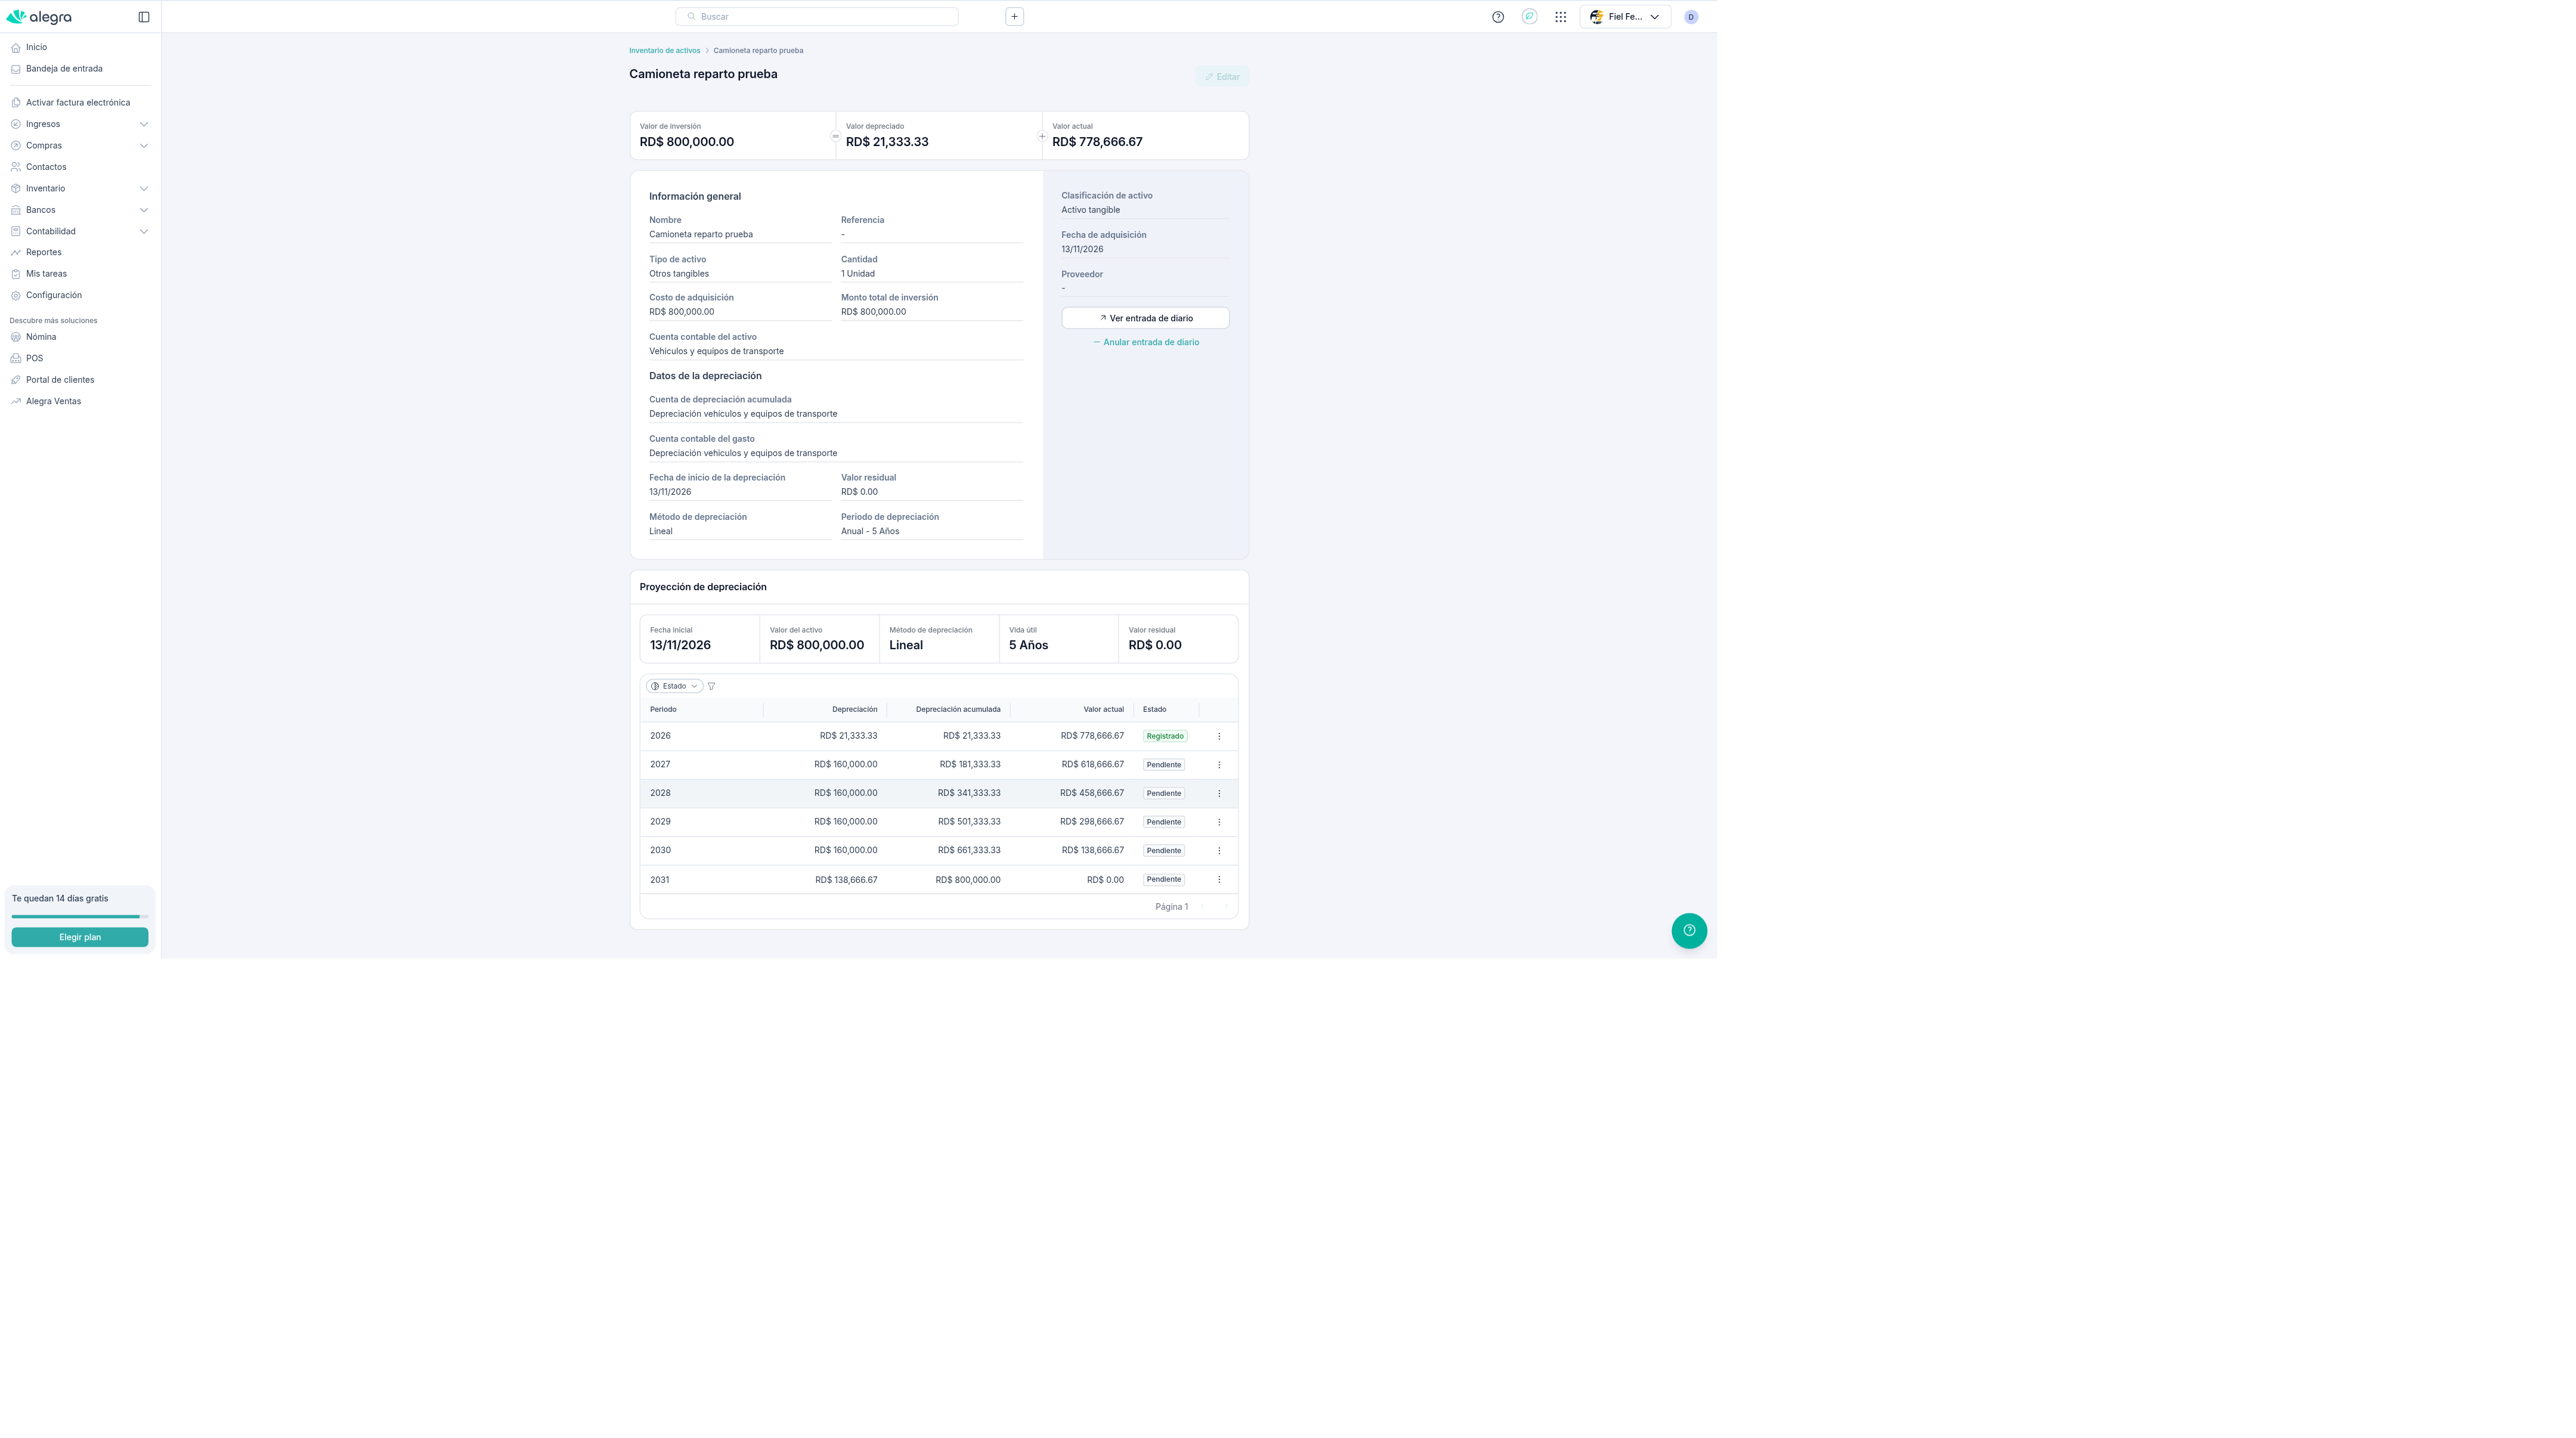 alegra
Buscar
Fiel Fe...
D
Inicio
Bandeja de entrada
Activar factura electrónica
Ingresos
Compras
Contactos
Inventario
Bancos
Contabilidad
Reportes
Mis tareas
Configuración
Descubre más soluciones
Nómina
POS
Portal de clientes
Alegra Ventas
Te quedan 14 días gratis
Elegir plan
Inventario de activos > Camioneta reparto prueba
Camioneta reparto prueba
Editar
Valor de inversión
RD$ 800,000.00
=
Valor depreciado
RD$ 21,333.33
+
Valor actual
RD$ 778,666.67
Información general
Nombre
Camioneta reparto prueba
Referencia
-
Tipo de activo
Otros tangibles
Cantidad
1 Unidad
Costo de adquisición
RD$ 800,000.00
Monto total de inversión
RD$ 800,000.00
Cuenta contable del activo
Vehículos y equipos de transporte
Datos de la depreciación
Cuenta de depreciación acumulada
Depreciación vehículos y equipos de transporte
Cuenta contable del gasto
Depreciación vehiculos y equipos de transporte
Fecha de inicio de la depreciación
13/11/2026
Valor residual
RD$ 0.00
Método de depreciación
Lineal
Periodo de depreciación
Anual - 5 Años
Clasificación de activo
Activo tangible
Fecha de adquisición
13/11/2026
Proveedor
-
Ver entrada de diario
Anular entrada de diario
Proyección de depreciación
Fecha inicial
13/11/2026
Valor del activo
RD$ 800,000.00
Método de depreciación
Lineal
Vida útil
5 Años
Valor residual
RD$ 0.00
Estado
Periodo Depreciación Depreciación acumulada Valor actual Estado
2026 RD$ 21,333.33 RD$ 21,333.33 RD$ 778,666.67 Registrado
2027 RD$ 160,000.00 RD$ 181,333.33 RD$ 618,666.67 Pendiente
2028 RD$ 160,000.00 RD$ 341,333.33 RD$ 458,666.67 Pendiente
2029 RD$ 160,000.00 RD$ 501,333.33 RD$ 298,666.67 Pendiente
2030 RD$ 160,000.00 RD$ 661,333.33 RD$ 138,666.67 Pendiente
2031 RD$ 138,666.67 RD$ 800,000.00 RD$ 0.00 Pendiente
Página 1